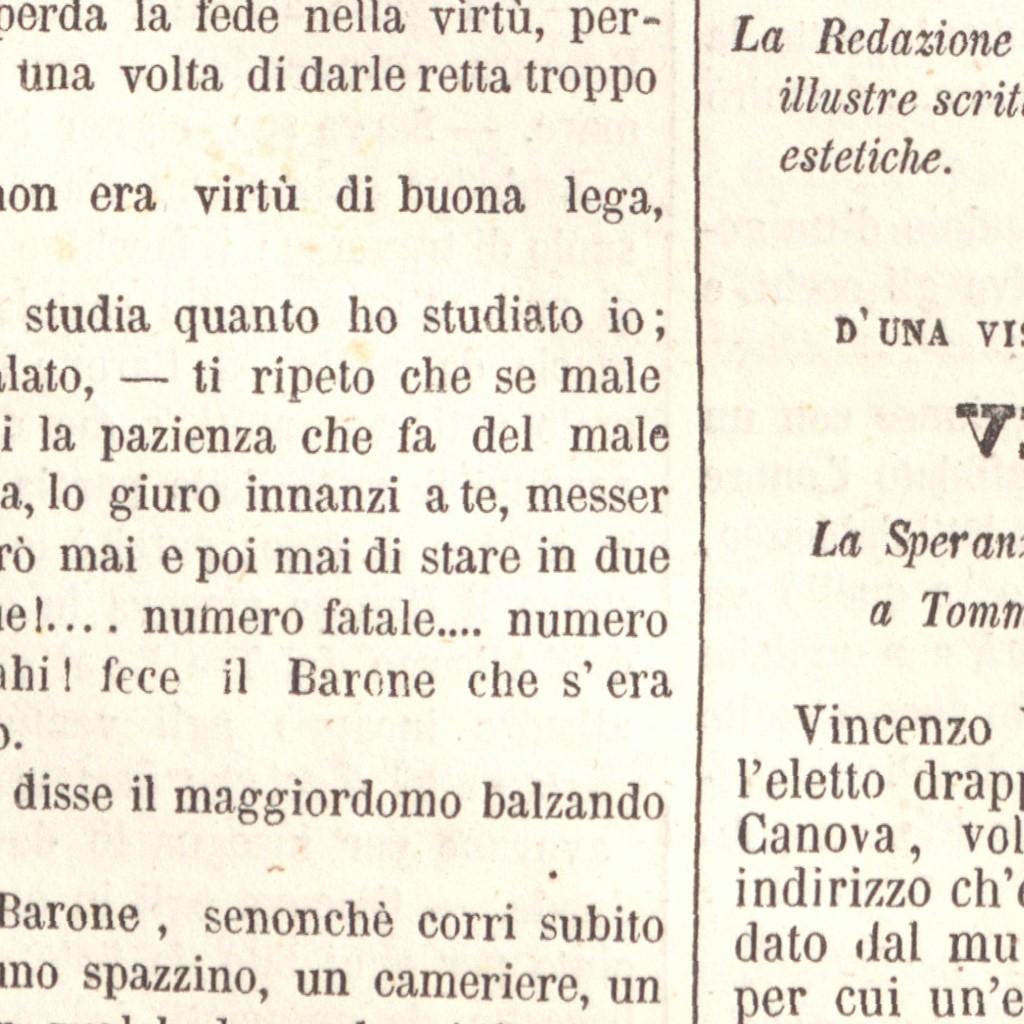 perda la fede nella virtù, per-
una volta di darle retta troppo
non era virtù di buona lega,
studia quanto ho studiato io;
alato, — ti ripeto che se male
i la pazienza che fa del male
a, lo giuro innanzi a te, messer
rò mai e poi mai di stare in due
ue!.... numero fatale.... numero
ahi! fece il Barone che s' era
o.
disse il maggiordomo balzando
Barone, senonchè corri subito
uno spazzino, un cameriere, un
La Redazione
illustre scrit
estetiche.
D'UNA VIS
La Speranz
a Tomm
Vincenzo
l'eletto drapp
Canova, vol
indirizzo ch'e
dato dal mu
per cui un'e